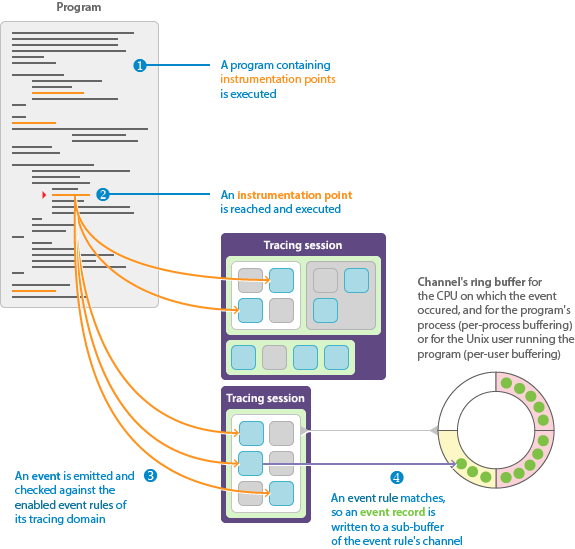 Program
1
A program containing
instrumentation points
is executed
2
An instrumentation point
is reached and executed
Tracing session
Channel's ring buffer for
the CPU on which the event
occured, and for the program's
process (per-process buffering)
or for the Unix user running the
program (per-user buffering)
Tracing session
An event is emitted and
checked against the
enabled event rules of
its tracing domain
3
4
An event rule matches,
so an event record is
written to a sub-buffer
of the event rule's channel